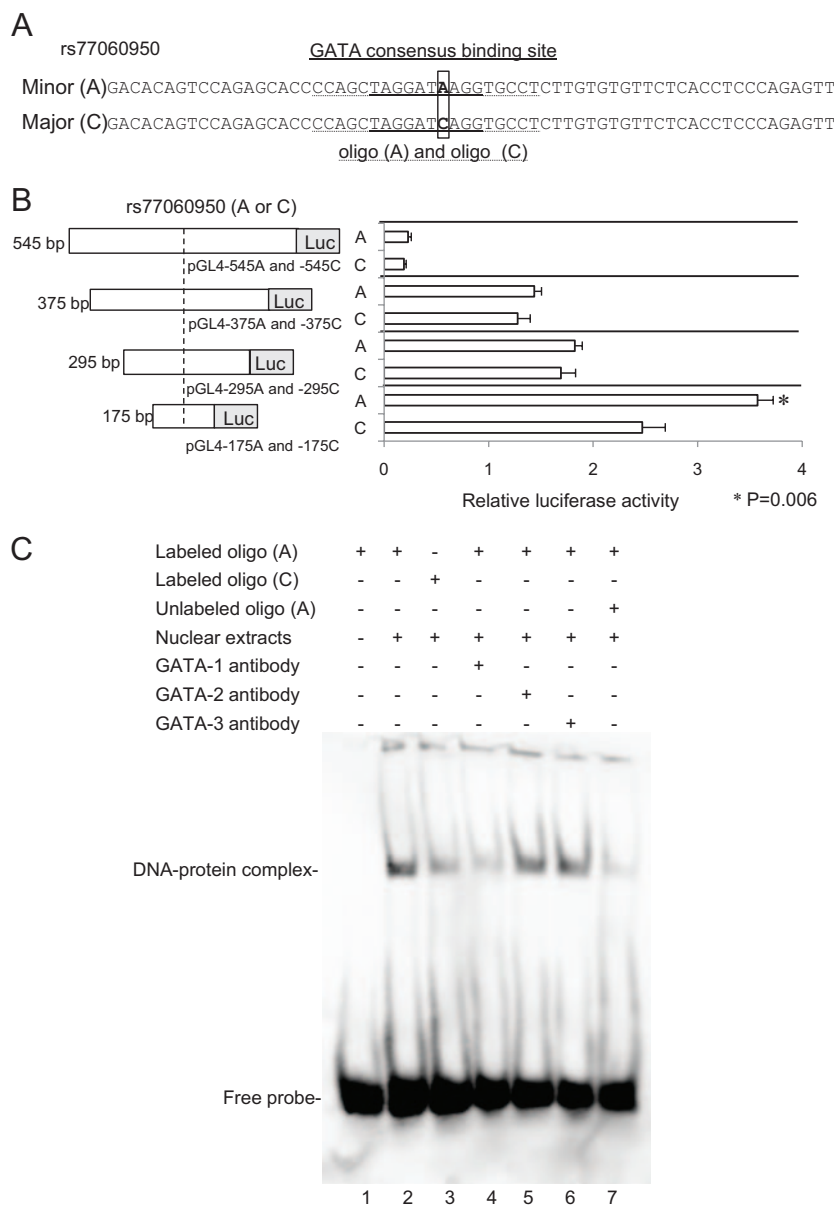 A
rs77060950
GATA consensus binding site
Minor (A) GACACAGTCCAGAGCACCCCAGCTAGGATAAGGTGCCTCTTGTGTGTTCTCACCTCCCAGAGTT
Major (C) GACACAGTCCAGAGCACCCCAGCTAGGATCAGGTGCCTCTTGTGTGTTCTCACCTCCCAGAGTT
oligo (A) and oligo (C)
B
rs77060950 (A or C)
545 bp Luc
pGL4-545A and -545C
375 bp Luc
pGL4-375A and -375C
295 bp Luc
pGL4-295A and -295C
175 bp Luc
pGL4-175A and -175C
A
C
A
C
A
C
A *
C
0 1 2 3 4
Relative luciferase activity * P=0.006
C
Labeled oligo (A) + + - + + + +
Labeled oligo (C) - - + - - - -
Unlabeled oligo (A) - - - - - - +
Nuclear extracts - + + + + + +
GATA-1 antibody - - - + - - -
GATA-2 antibody - - - - + - -
GATA-3 antibody - - - - - + -
DNA-protein complex-
Free probe-
1 2 3 4 5 6 7